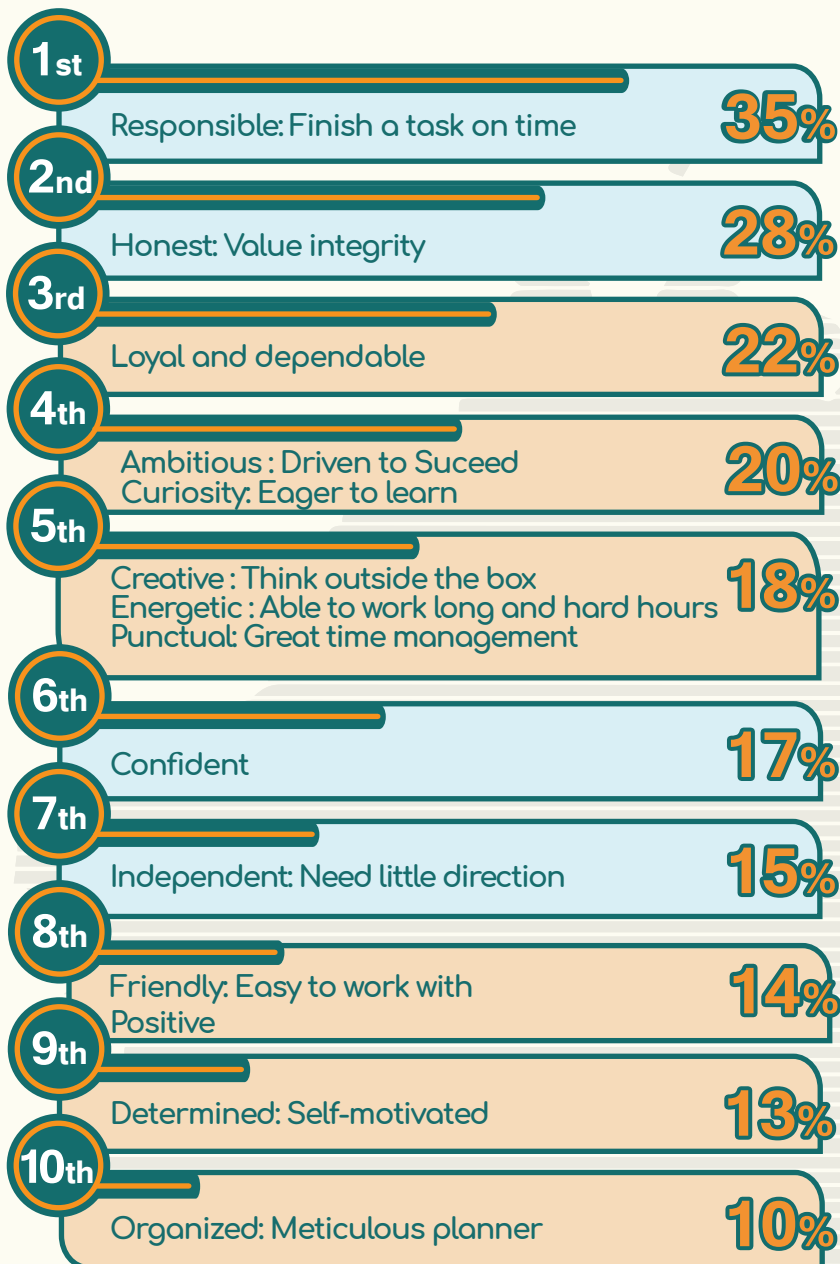 1st
Responsible: Finish a task on time
35%
2nd
Honest: Value integrity
28%
3rd
Loyal and dependable
22%
4th
Ambitious : Driven to Suceed
Curiosity: Eager to learn
20%
5th
Creative : Think outside the box
Energetic : Able to work long and hard hours
Punctual: Great time management
18%
6th
Confident
17%
7th
Independent: Need little direction
15%
8th
Friendly: Easy to work with
Positive
14%
9th
Determined: Self-motivated
13%
10th
Organized: Meticulous planner
10%